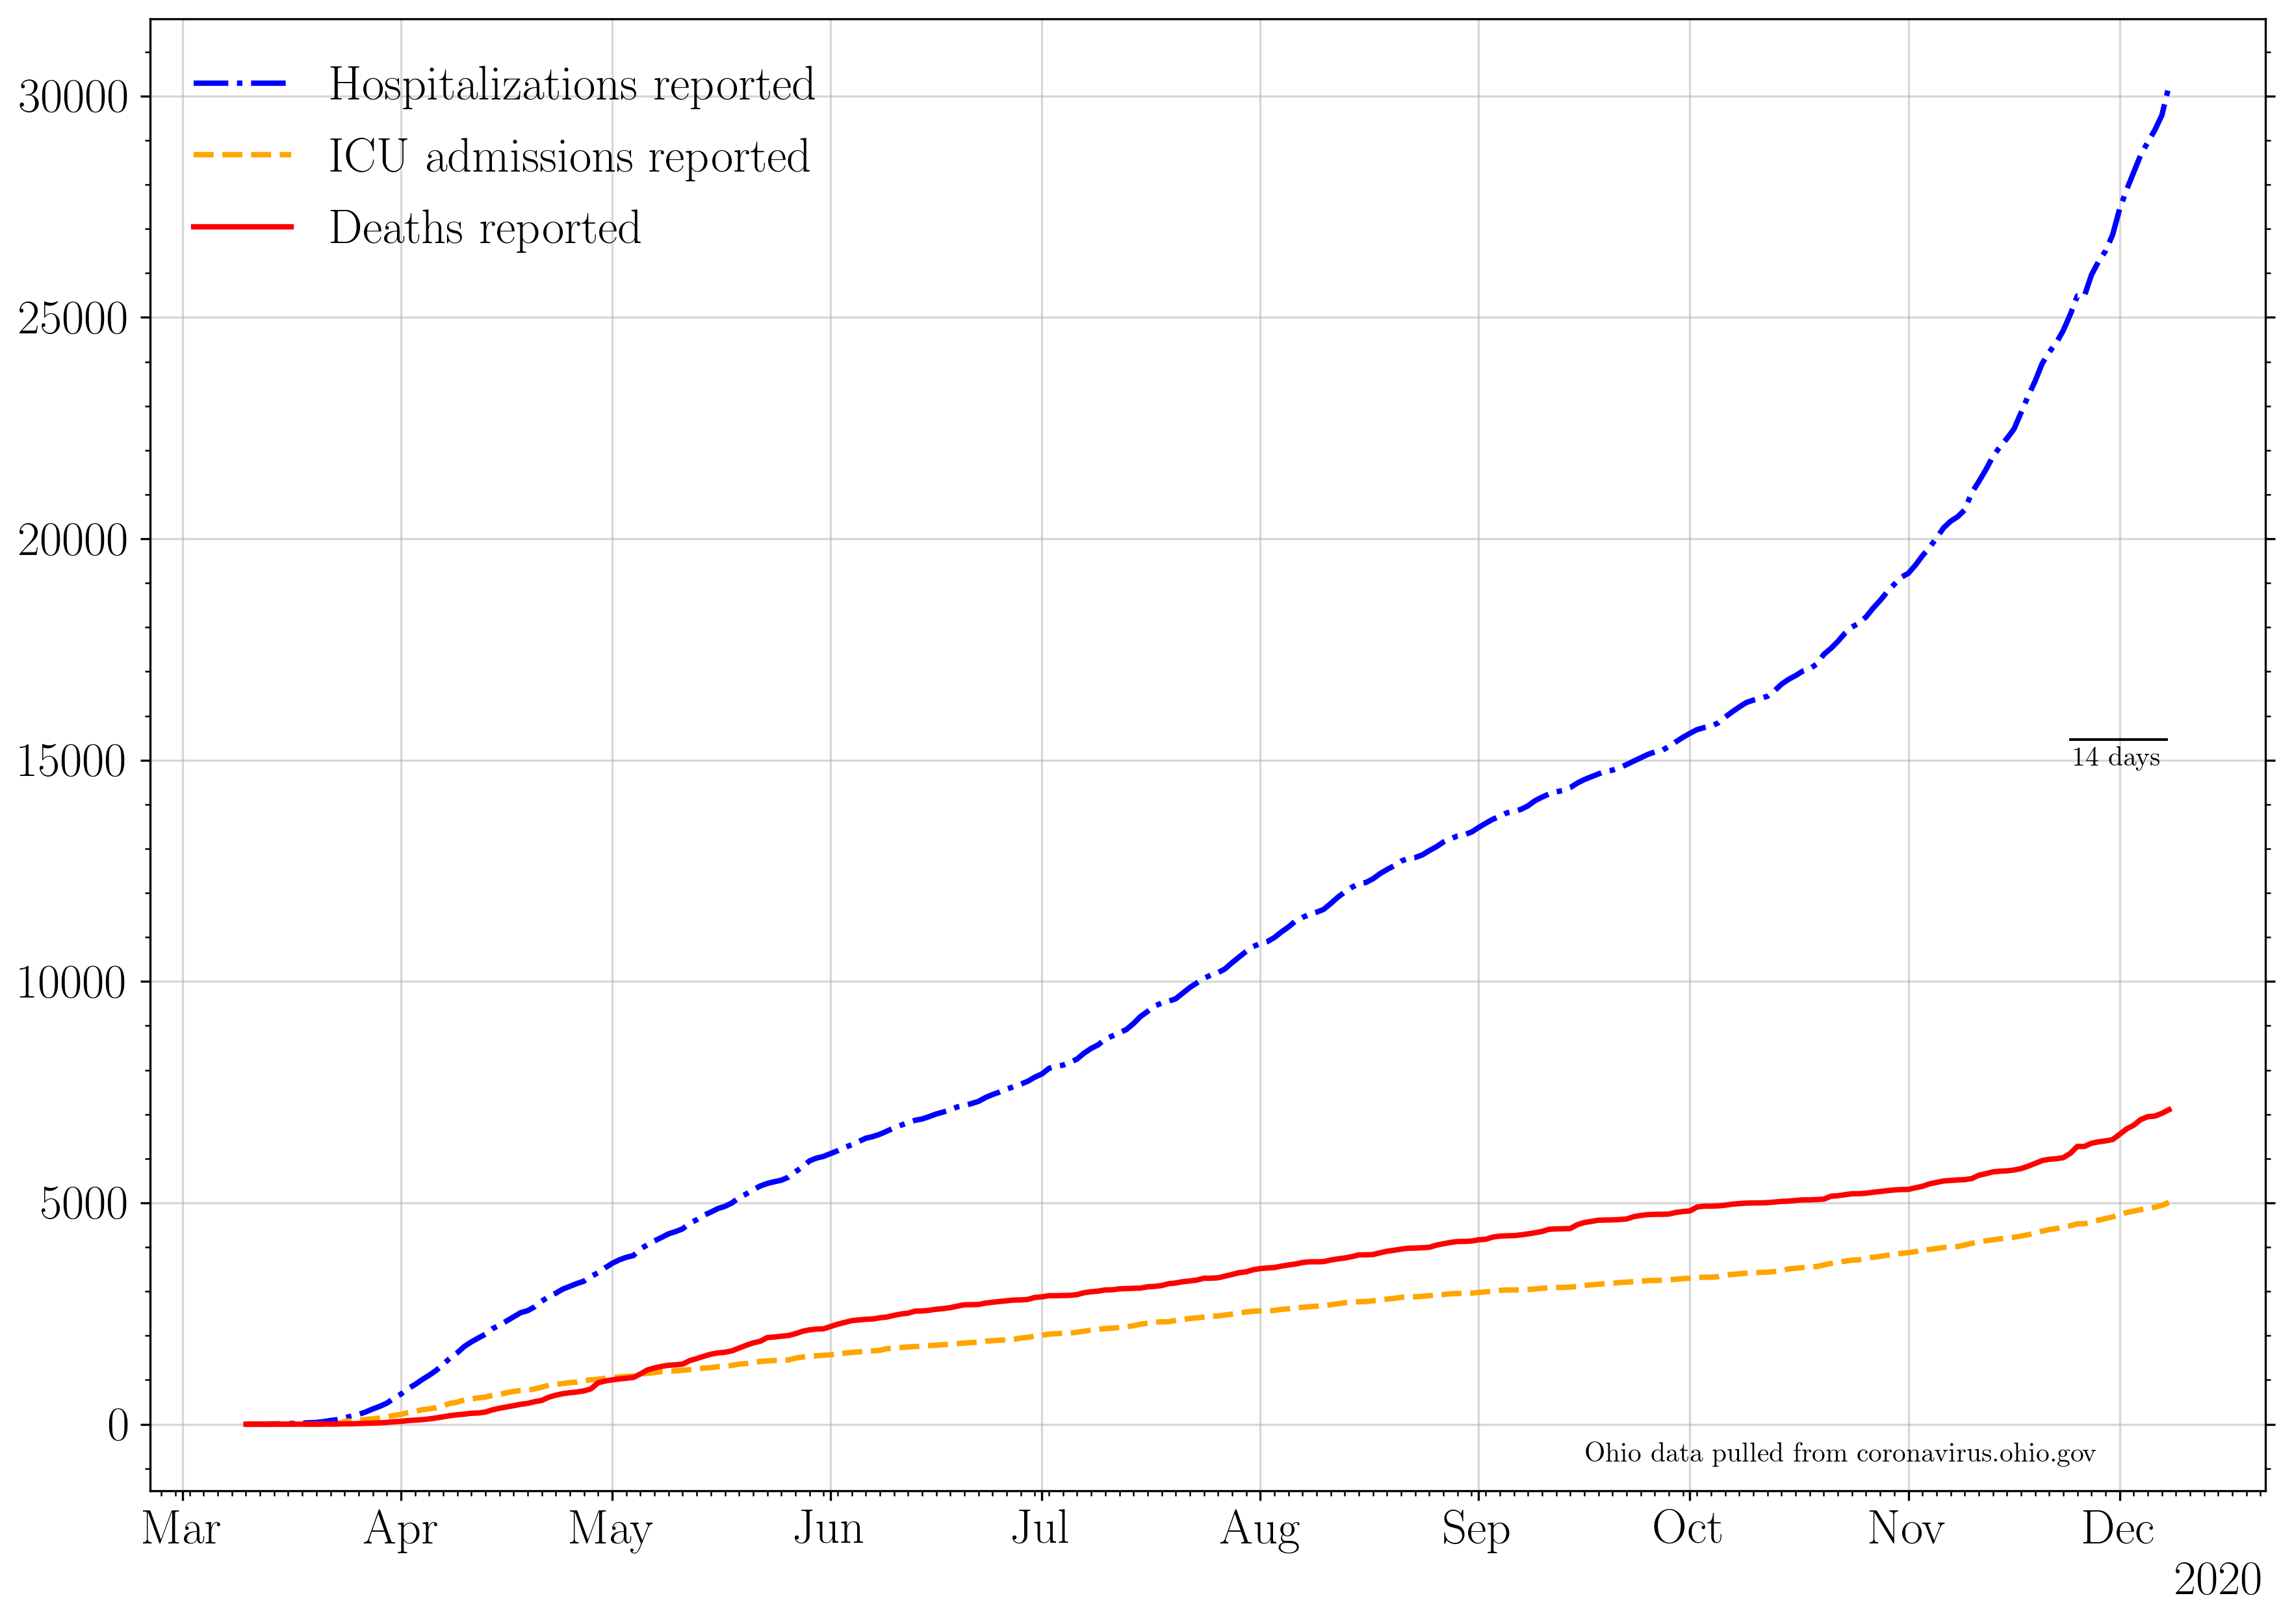 Hospitalizations reported
ICU admissions reported
Deaths reported
30000
25000
20000
15000
10000
5000
0
14 days
Ohio data pulled from coronavirus.ohio.gov
Mar Apr May Jun Jul Aug Sep Oct Nov Dec
2020